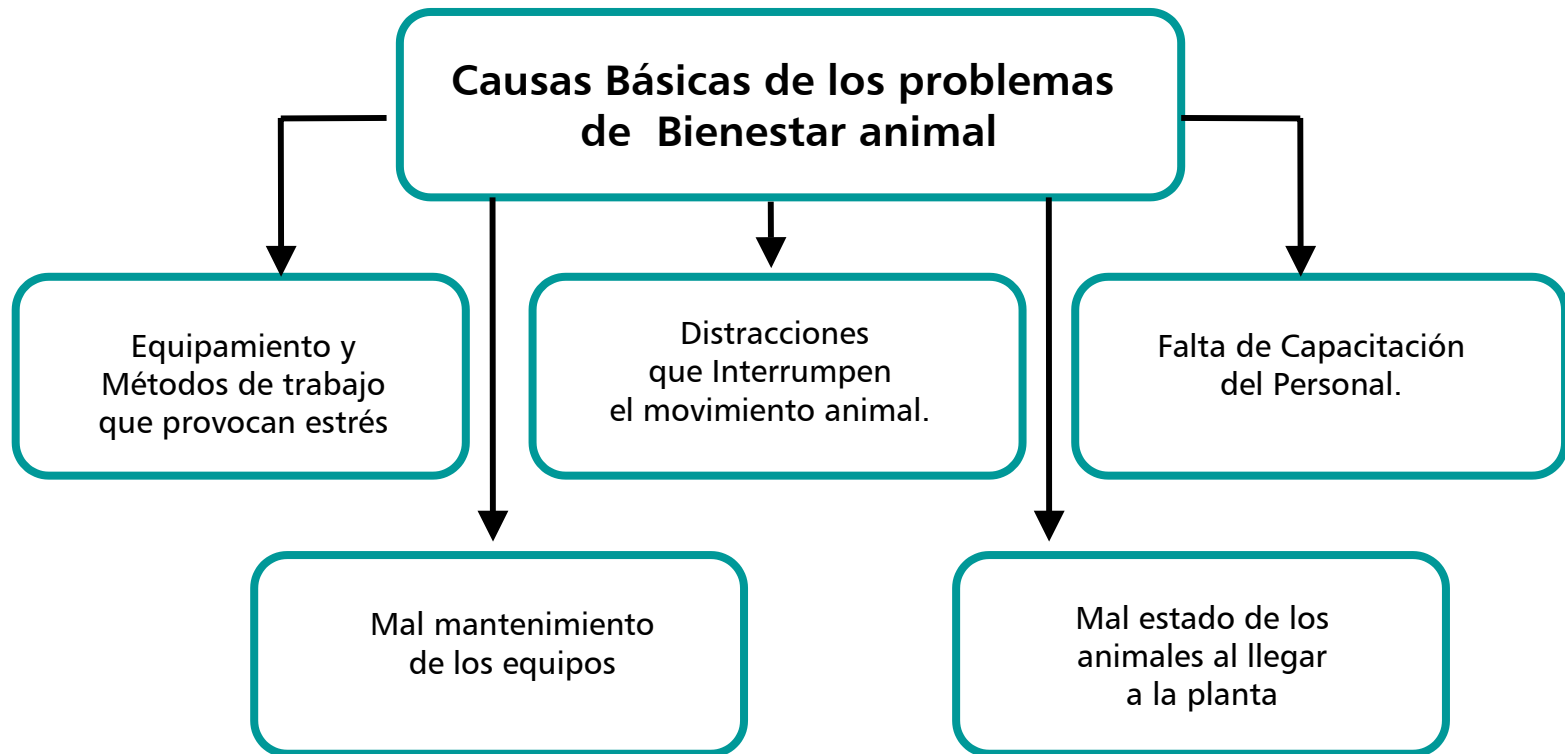 Causas Básicas de los problemas
de Bienestar animal
Equipamiento y
Métodos de trabajo
que provocan estrés
Distracciones
que Interrumpen
el movimiento animal.
Falta de Capacitación
del Personal.
Mal mantenimiento
de los equipos
Mal estado de los
animales al llegar
a la planta